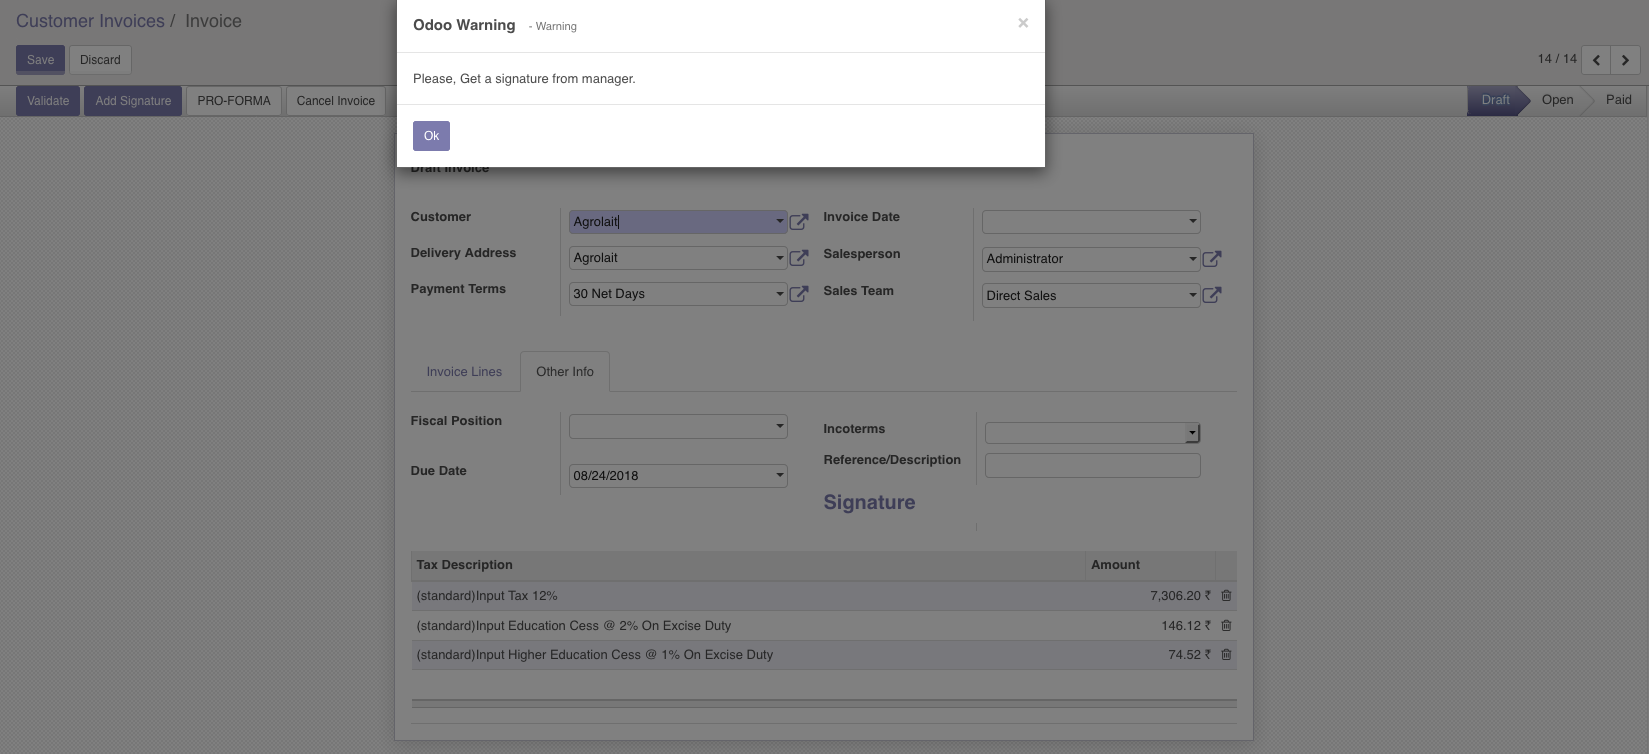 Customer Invoices / Invoice
Odoo Warning - Warning ×
Please, Get a signature from manager.
Ok
Save Discard
14 / 14
Validate Add Signature PRO-FORMA Cancel Invoice
Draft Open Paid
Draft Invoice
Customer Agrolait
Invoice Date
Delivery Address Agrolait
Salesperson Administrator
Payment Terms 30 Net Days
Sales Team Direct Sales
Invoice Lines Other Info
Fiscal Position
Incoterms
Due Date 08/24/2018
Reference/Description
Signature
Tax Description Amount
(standard)Input Tax 12% 7,306.20 ₹
(standard)Input Education Cess @ 2% On Excise Duty 146.12 ₹
(standard)Input Higher Education Cess @ 1% On Excise Duty 74.52 ₹